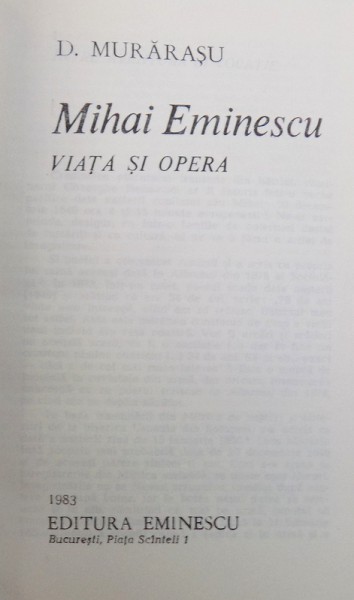 D. MURĂRAȘU
Mihai Eminescu
VIAȚA ȘI OPERA
1983
EDITURA EMINESCU
București, Piața Scînteii 1